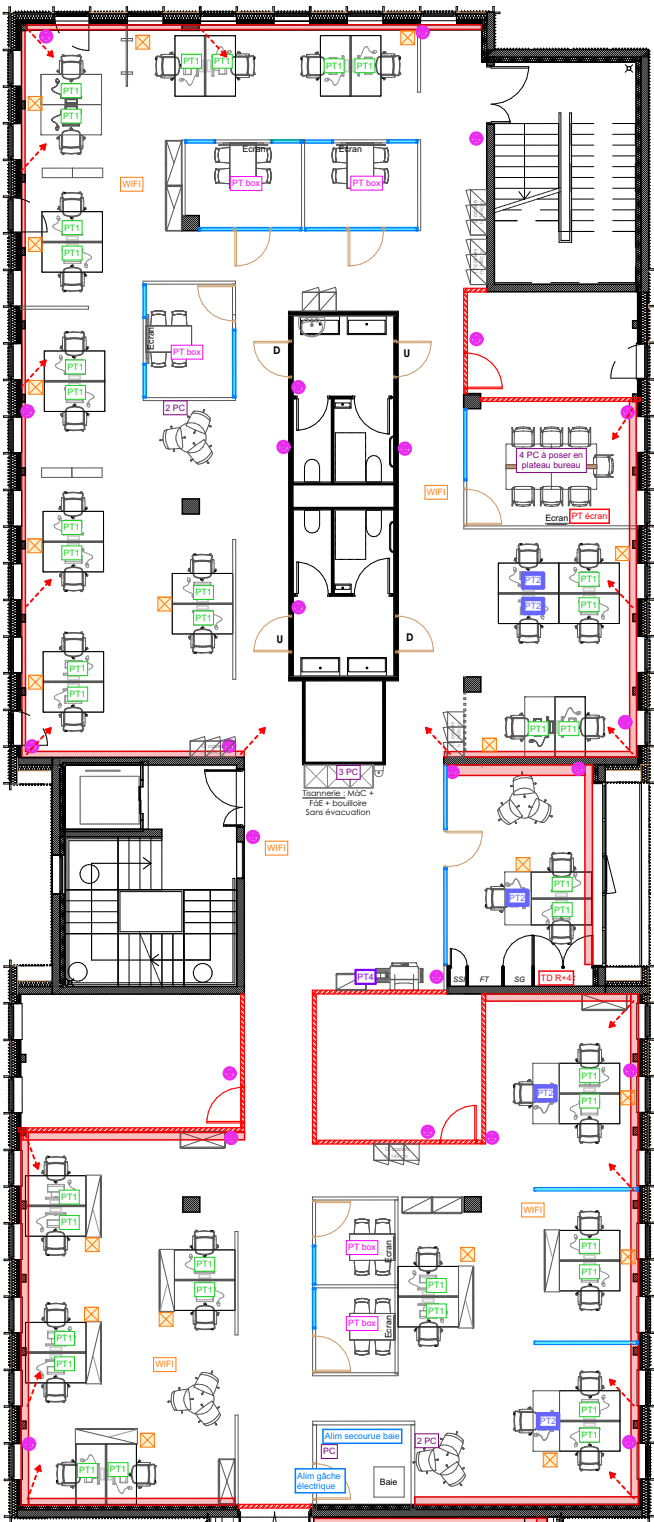 PT1 PT1
PT1 PT1
PT1
PT1
Ecran
Ecran
WIFI
PT box
PT box
PT1
PT1
Ecran
PT box
D
U
PT1
PT1
2 PC
4 PC à poser en
plateau bureau
WIFI
Ecran
PT écran
PT1
PT1
PT1
PT1
PT2
PT1
PT2
PT1
U
D
PT1
PT1
PT1
PT1
3 PC
Tisannerie : MàC +
FàE + bouilloire
Sans évacuation
WIFI
PT2
PT1
PT1
PT4
SSI
FT
SG
TD R+4
PT1
PT2
PT1
PT1
PT1
WIFI
PT box
Ecran
PT1
PT1
PT1
PT1
PT1
PT1
PT box
Ecran
PT1
PT1
WIFI
PT1
PT2
PT1
Alim secourue baie
PC
2 PC
PT1
PT1
Alim gâche
électrique
Baie